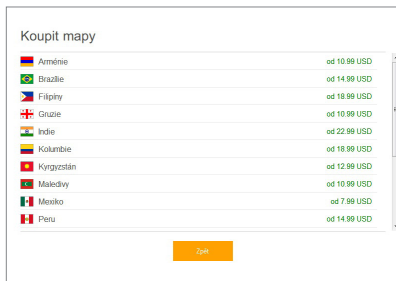 Koupit mapy
Arménie od 10.99 USD
Brazílie od 14.99 USD
Filipíny od 18.99 USD
Gruzie od 10.99 USD
Indie od 22.99 USD
Kolumbie od 18.99 USD
Kyrgyzstán od 12.99 USD
Maledivy od 10.99 USD
Mexiko od 7.99 USD
Peru od 14.99 USD
Zpět